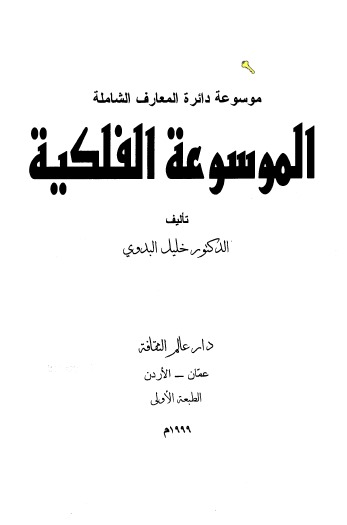 موسوعة دائرة المعارف الشاملة
الموسوعة الفلكية
تأليف
الدكتور خليل البدوي
دار عالم الثقافة
عمّان – الأردن
الطبعة الأولى
١٩٩٩م